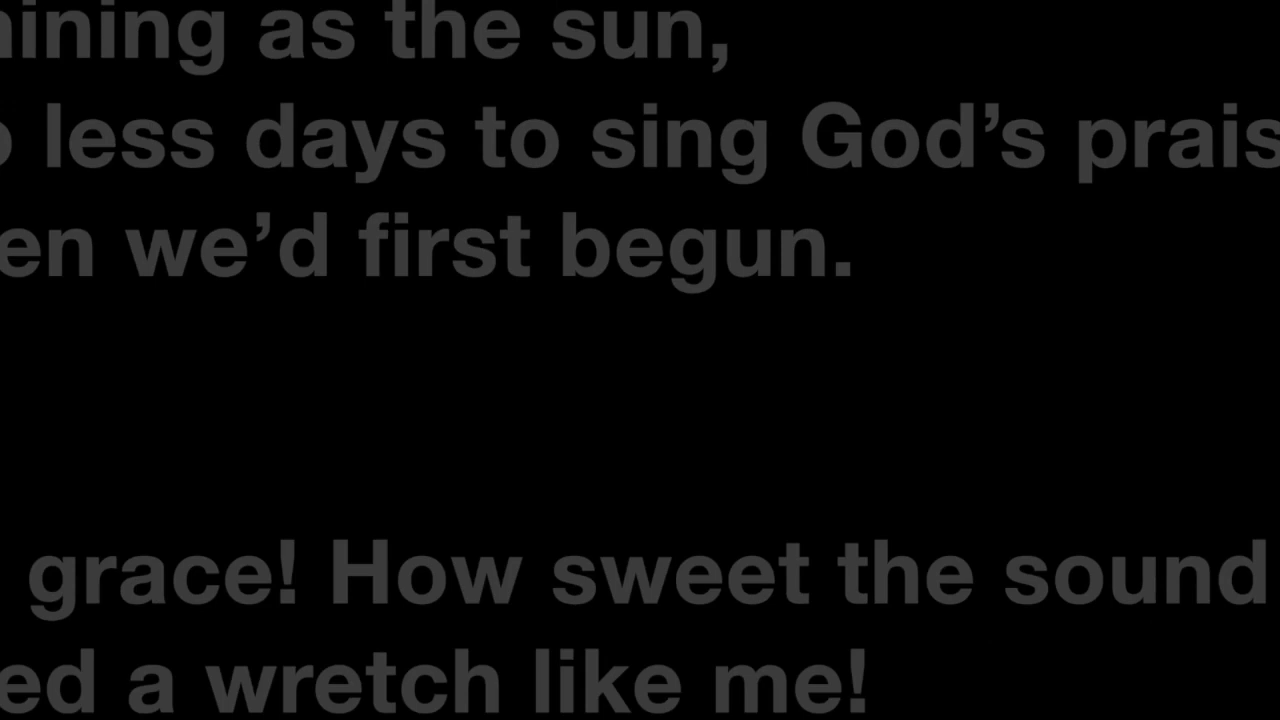 ining as the sun,
less days to sing God’s prais
en we’d first begun.
grace! How sweet the sound
ed a wretch like me!